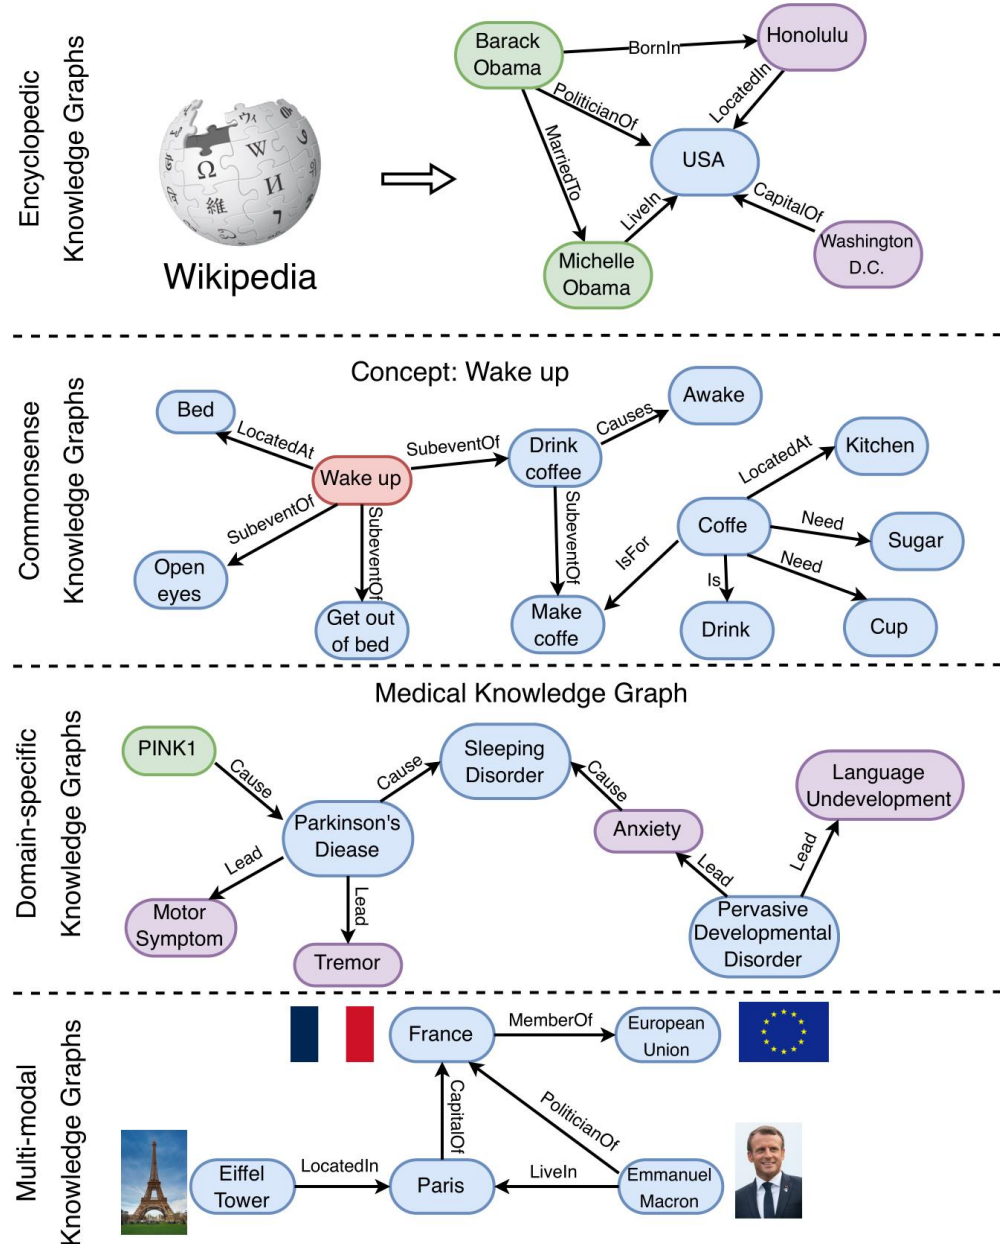 Encyclopedic
Knowledge Graphs
Ω
W
И
維
Wikipedia
Barack
Obama
BornIn
Honolulu
PoliticianOf
LocatedIn
MarriedTo
USA
LiveIn
CapitalOf
Michelle
Obama
Washington
D.C.
Commonsense
Knowledge Graphs
Concept: Wake up
Bed
LocatedAt
Wake up
SubeventOf
Drink
coffee
Causes
Awake
SubeventOf
Open
eyes
SubeventOf
Get out
of bed
SubeventOf
Make
coffe
IsFor
Coffe
LocatedAt
Kitchen
Need
Sugar
Need
Cup
Is
Drink
Domain-specific
Knowledge Graphs
Medical Knowledge Graph
PINK1
Cause
Parkinson's
Diease
Cause
Sleeping
Disorder
Cause
Anxiety
Language
Undevelopment
Lead
Motor
Symptom
Lead
Tremor
Lead
Lead
Pervasive
Developmental
Disorder
Multi-modal
Knowledge Graphs
France
MemberOf
European
Union
CapitalOf
PoliticianOf
Eiffel
Tower
LocatedIn
Paris
LiveIn
Emmanuel
Macron